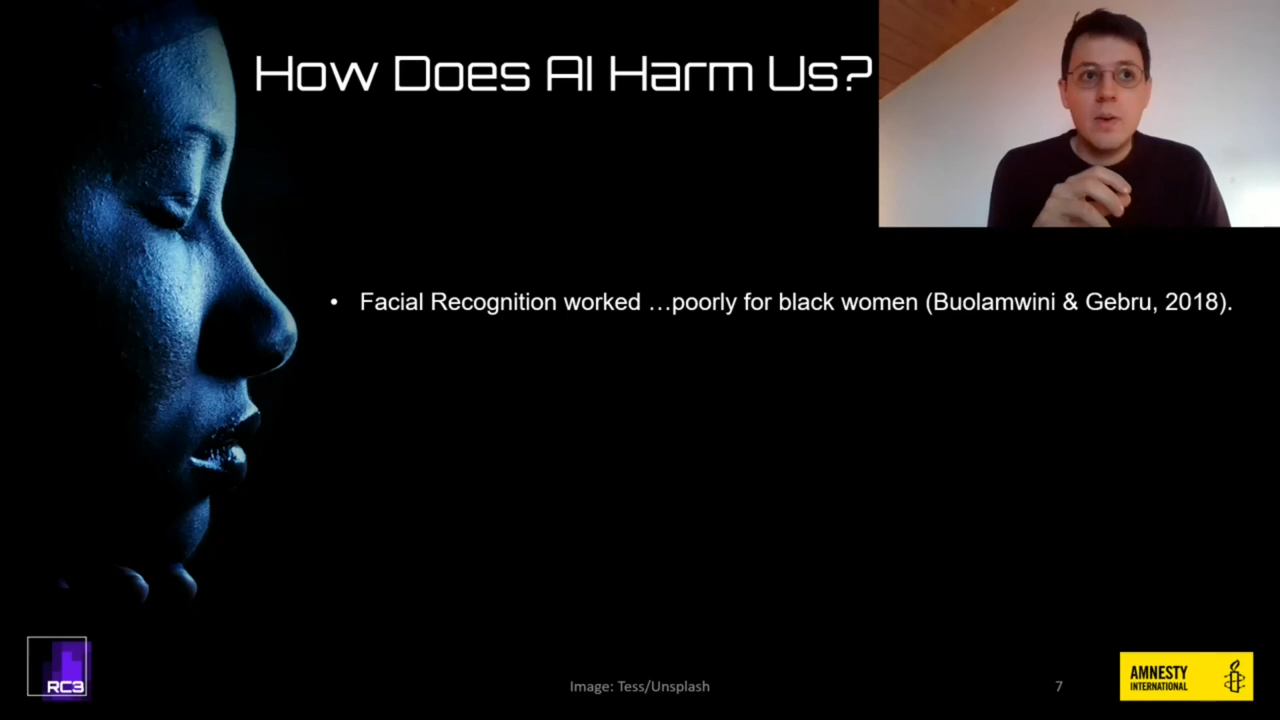 How Does AI Harm Us?
• Facial Recognition worked …poorly for black women (Buolamwini & Gebru, 2018).
RC3
Image: Tess/Unsplash
7
AMNESTY
INTERNATIONAL